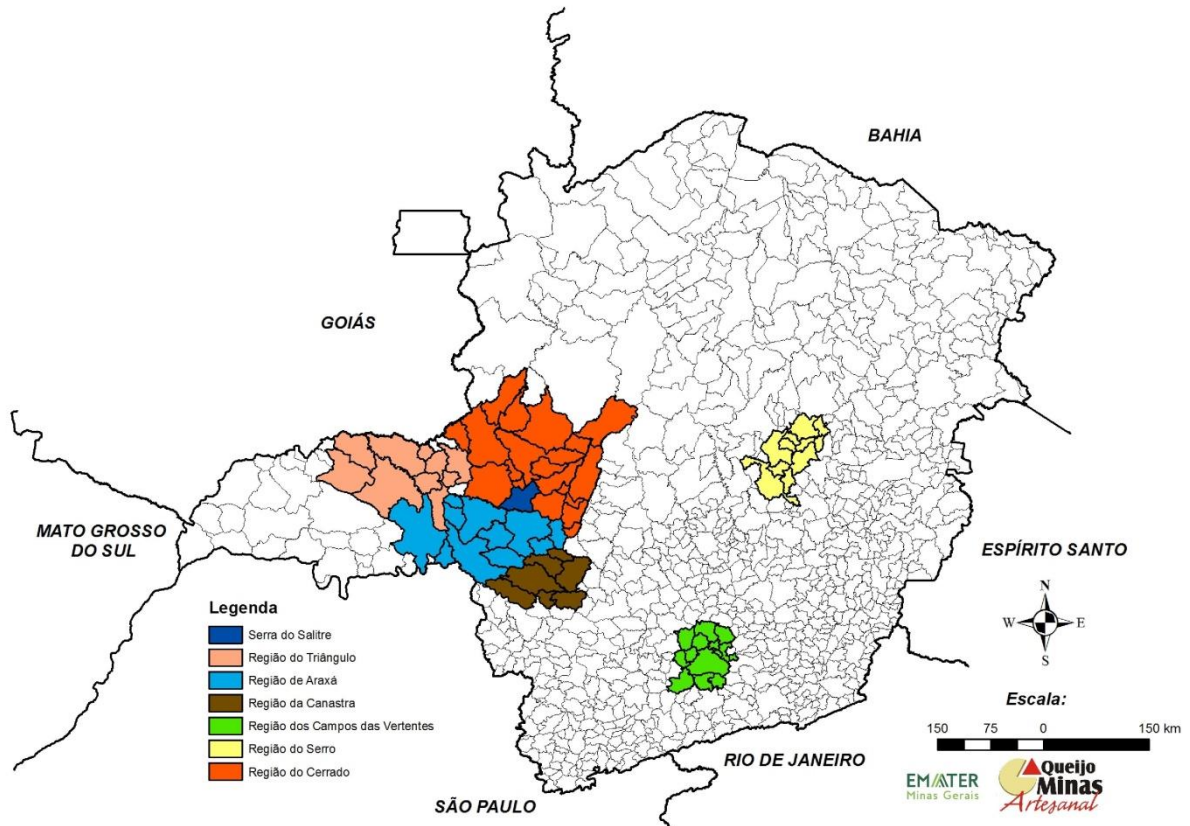 BAHIA
GOIÁS
MATO GROSSO
DO SUL
ESPÍRITO SANTO
Legenda
Serra do Salitre
Região do Triângulo
Região de Araxá
Região da Canastra
Região dos Campos das Vertentes
Região do Serro
Região do Cerrado
N
W
E
S
Escala:
150
75
0
150 km
RIO DE JANEIRO
SÃO PAULO
EMATER
Minas Gerais
Queijo
Minas
Artesanal